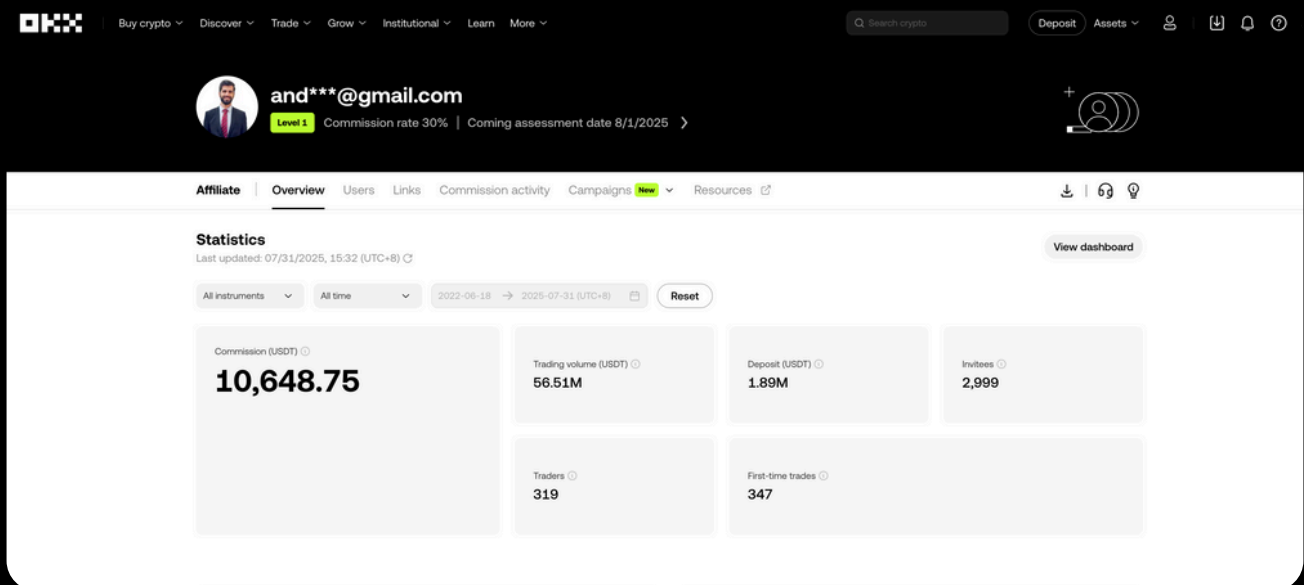 OKX Buy crypto Discover Trade Grow Institutional Learn More Search crypto Deposit Assets
and***@gmail.com
Level 1 Commission rate 30% | Coming assessment date 8/1/2025
Affiliate | Overview Users Links Commission activity Campaigns New Resources
Statistics
View dashboard
Last updated: 07/31/2025, 15:32 (UTC+8)
All instruments All time 2022-06-18 → 2025-07-31 (UTC+8) Reset
Commission (USDT)
10,648.75
Trading volume (USDT)
56.51M
Deposit (USDT)
1.89M
Invitees
2,999
Traders
319
First-time trades
347